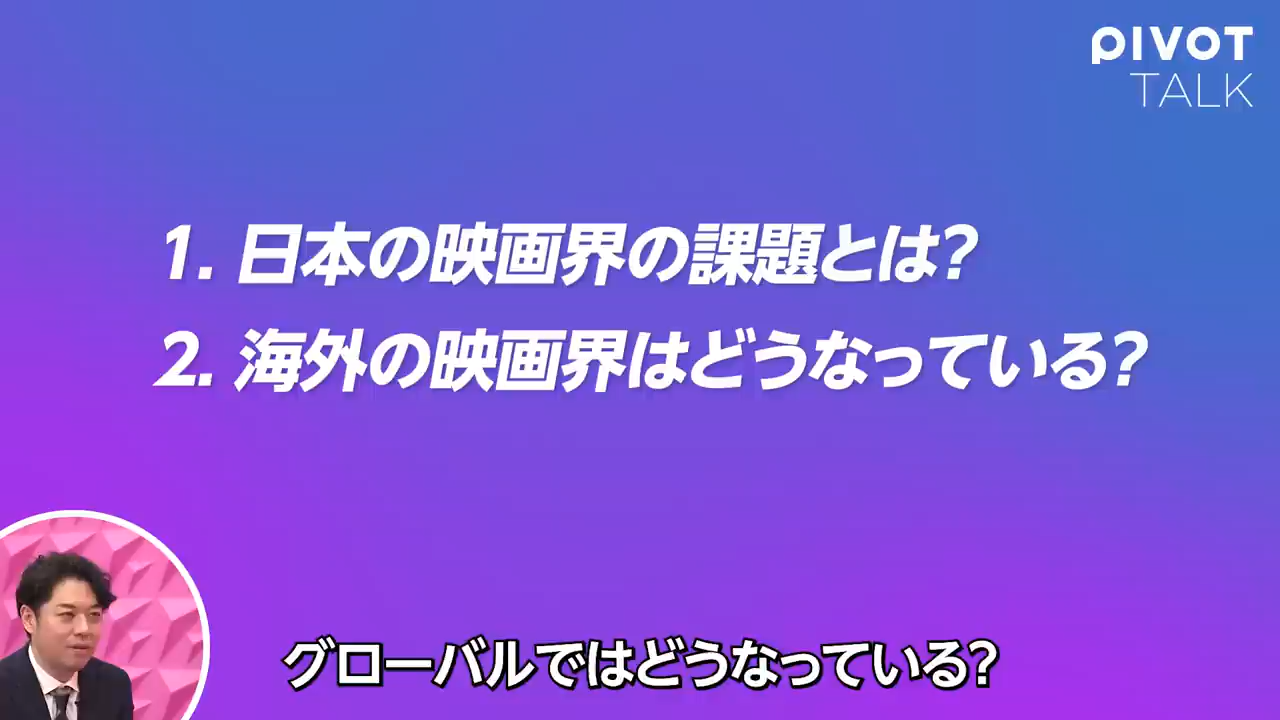 PIVOT
TALK
1. 日本の映画界の課題とは?
2. 海外の映画界はどうなっている?
グローバルではどうなっている?